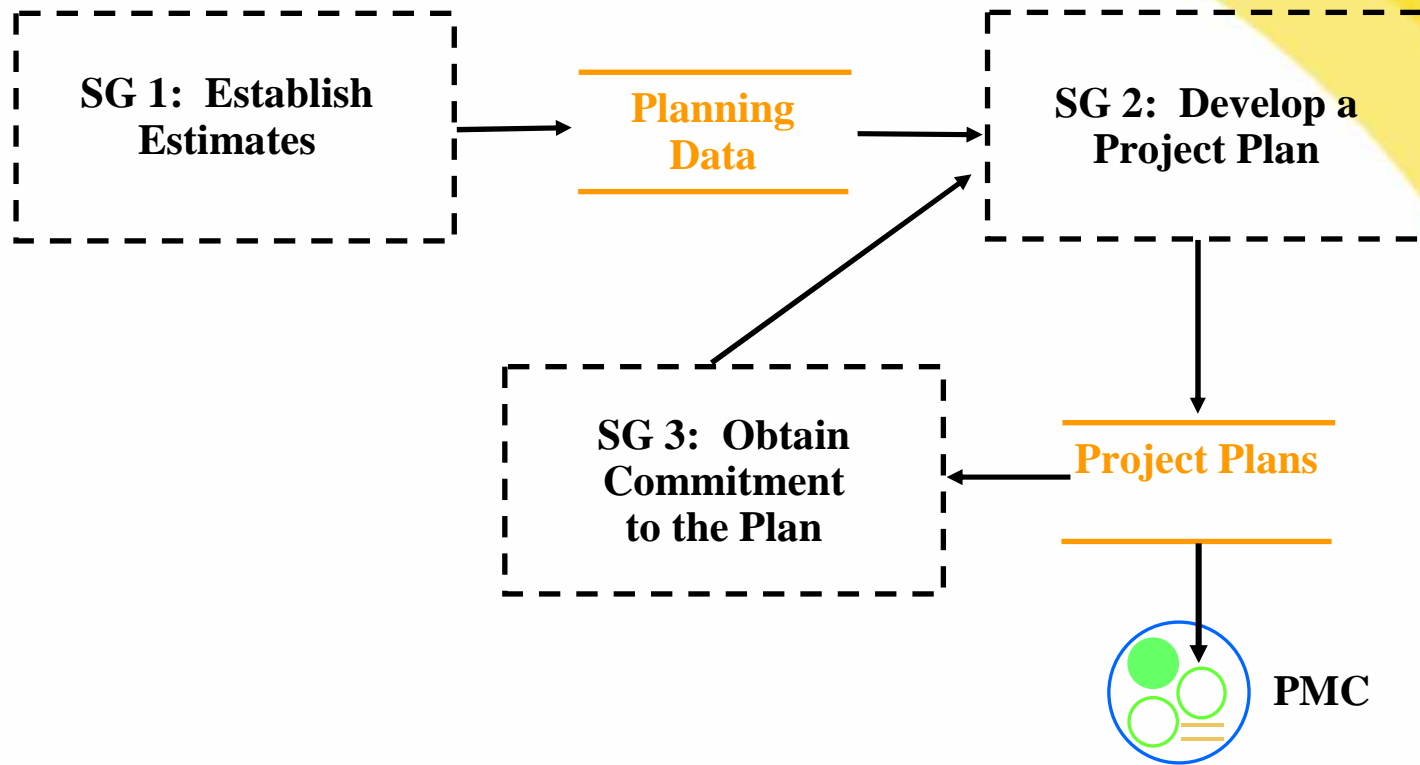 SG 1: Establish
Estimates
Planning
Data
SG 2: Develop a
Project Plan
SG 3: Obtain
Commitment
to the Plan
Project Plans
PMC